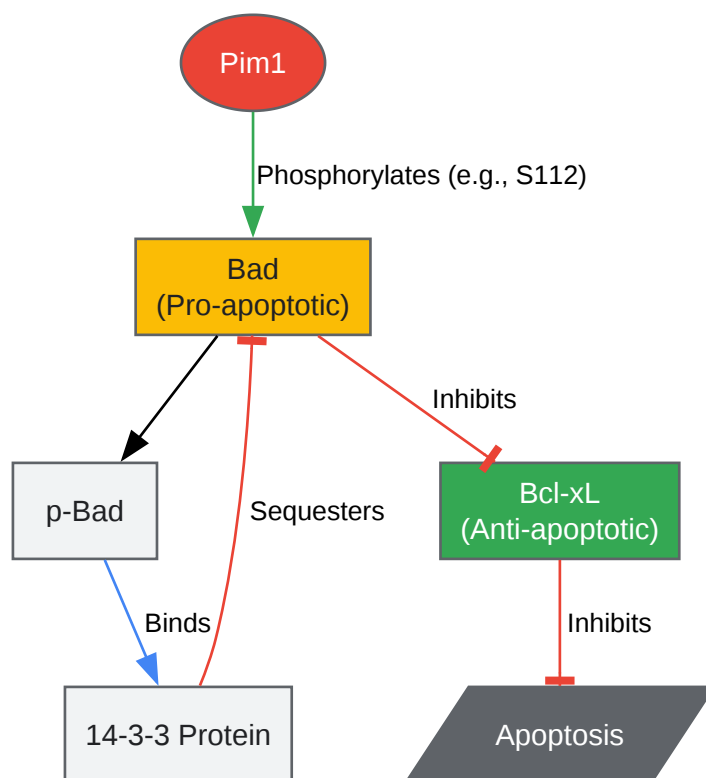 Pim1
Phosphorylates (e.g., S112)
Bad
(Pro-apoptotic)
Inhibits
p-Bad
Sequesters
Bcl-xL
(Anti-apoptotic)
Binds
Inhibits
14-3-3 Protein
Apoptosis